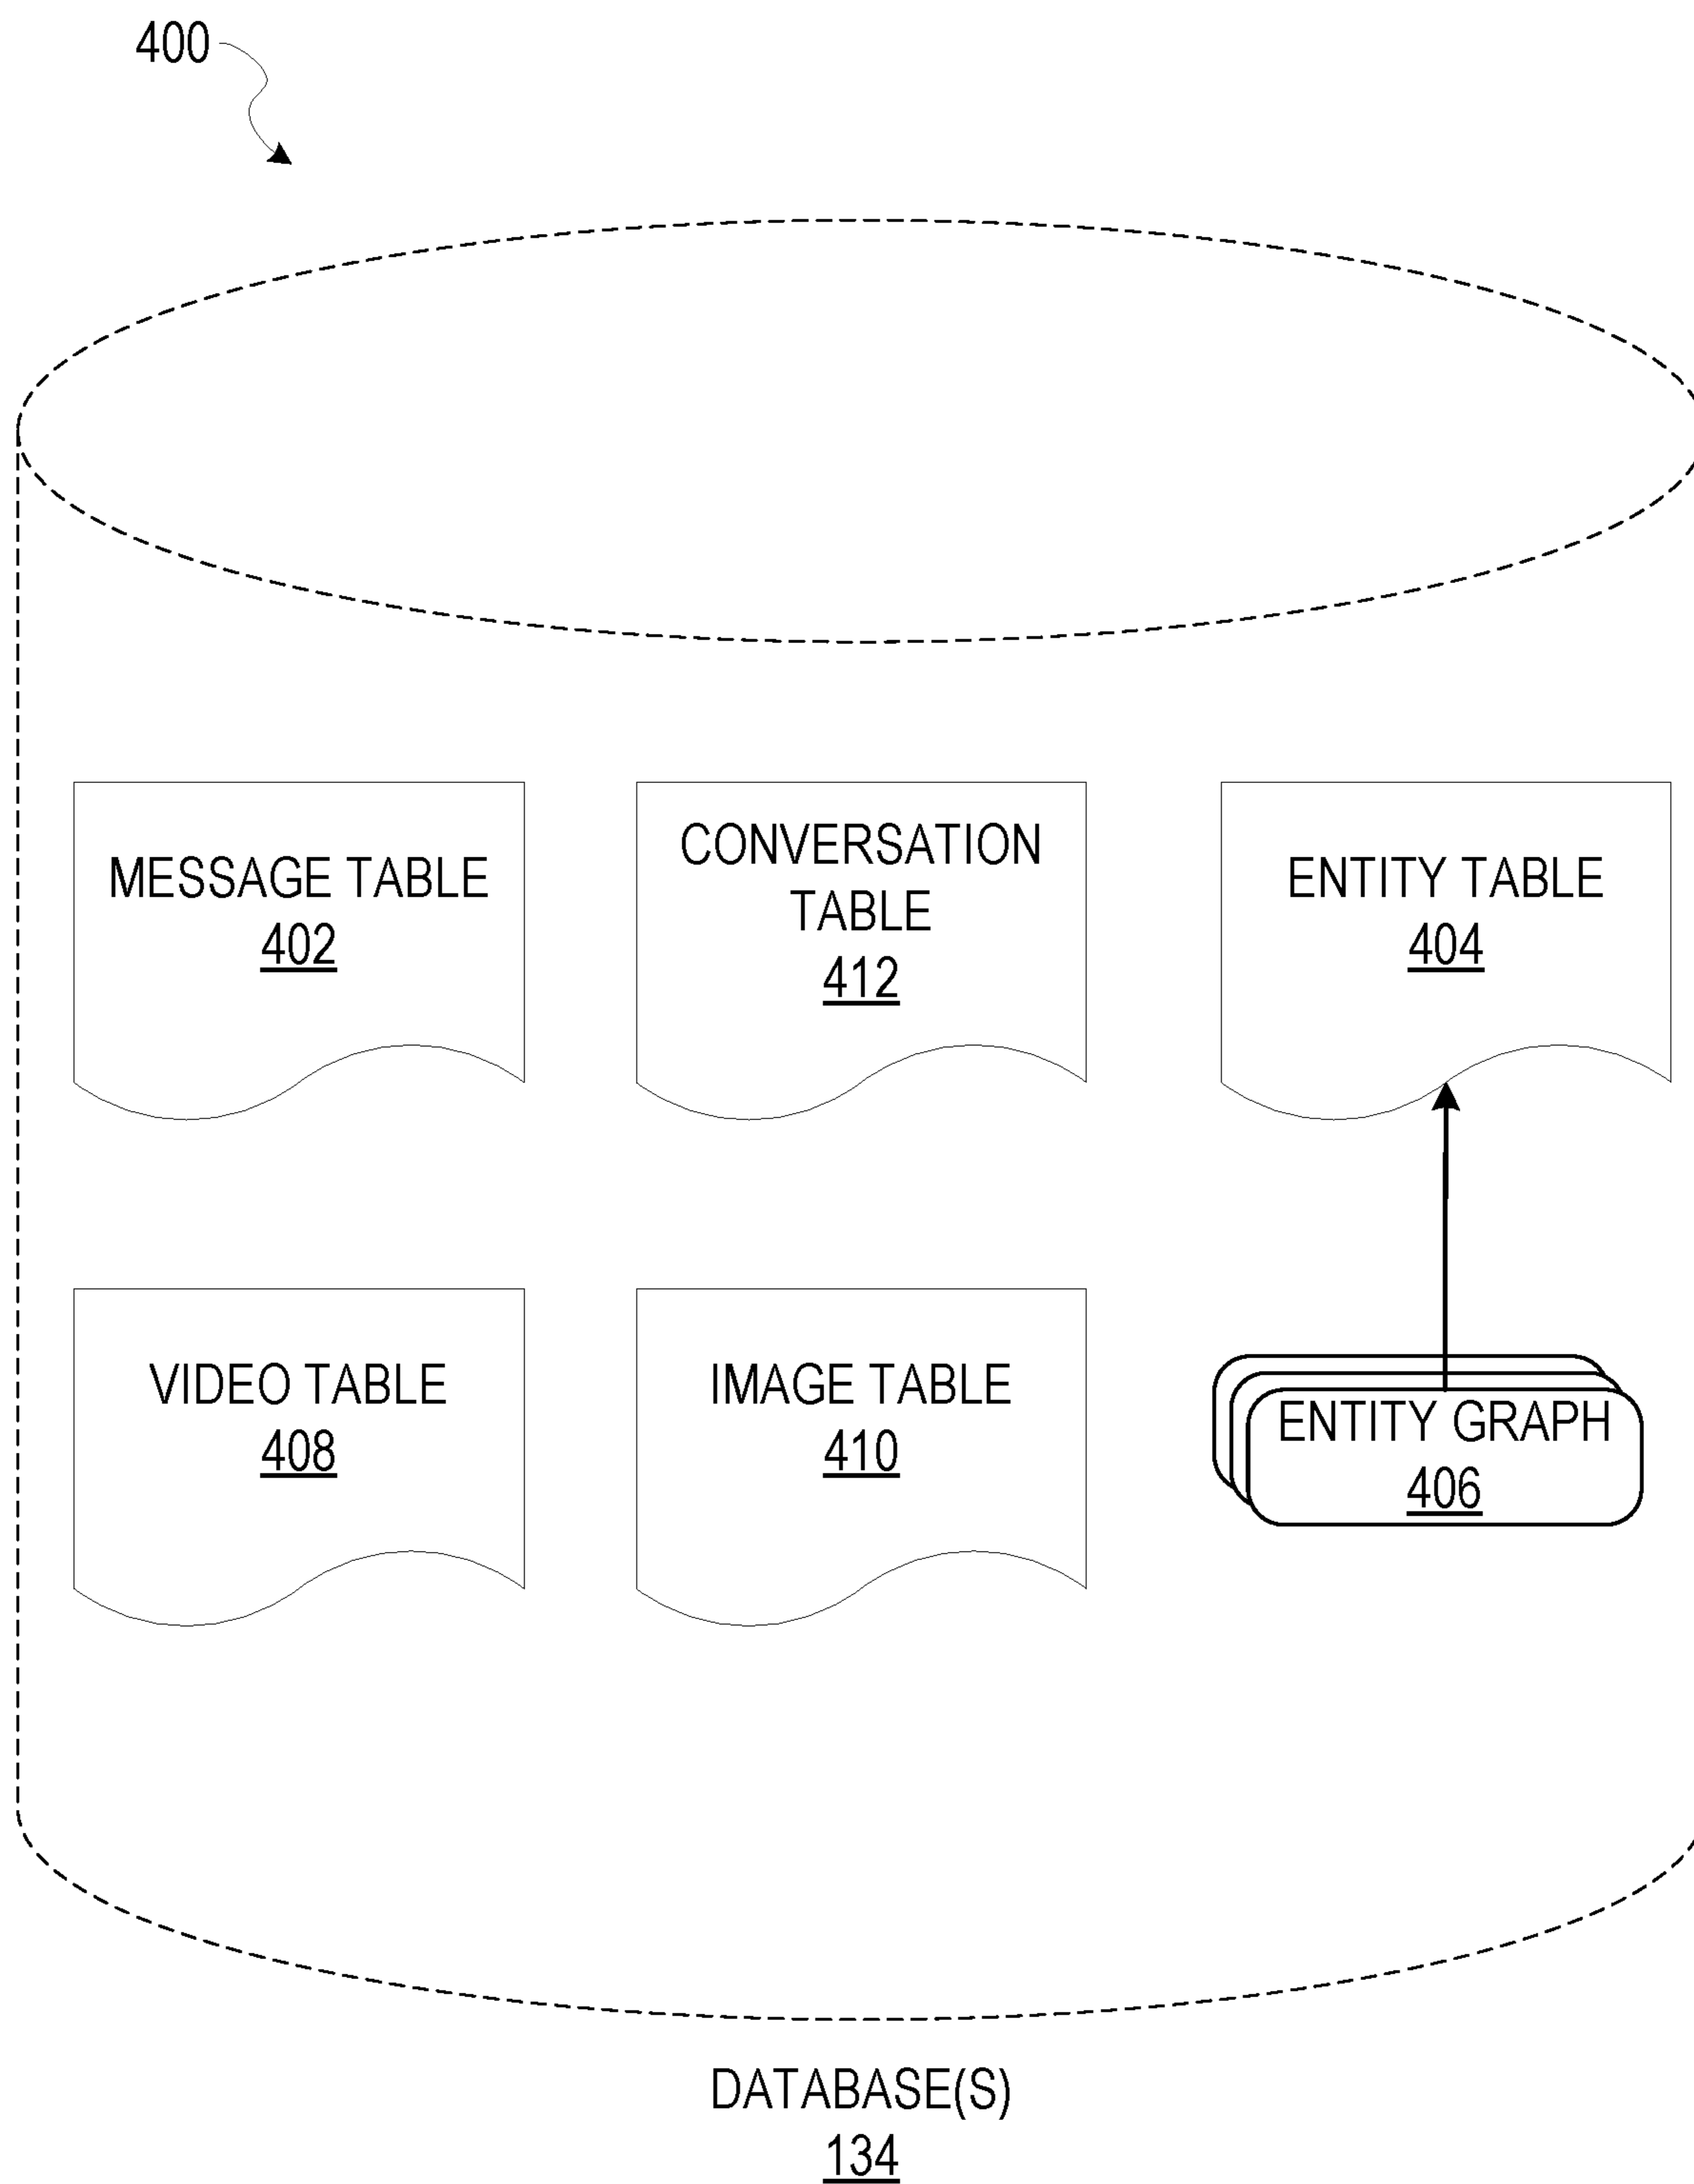 400
MESSAGE TABLE
402
CONVERSATION
TABLE
412
ENTITY TABLE
404
VIDEO TABLE
408
IMAGE TABLE
410
ENTITY GRAPH
406
DATABASE(S)
134